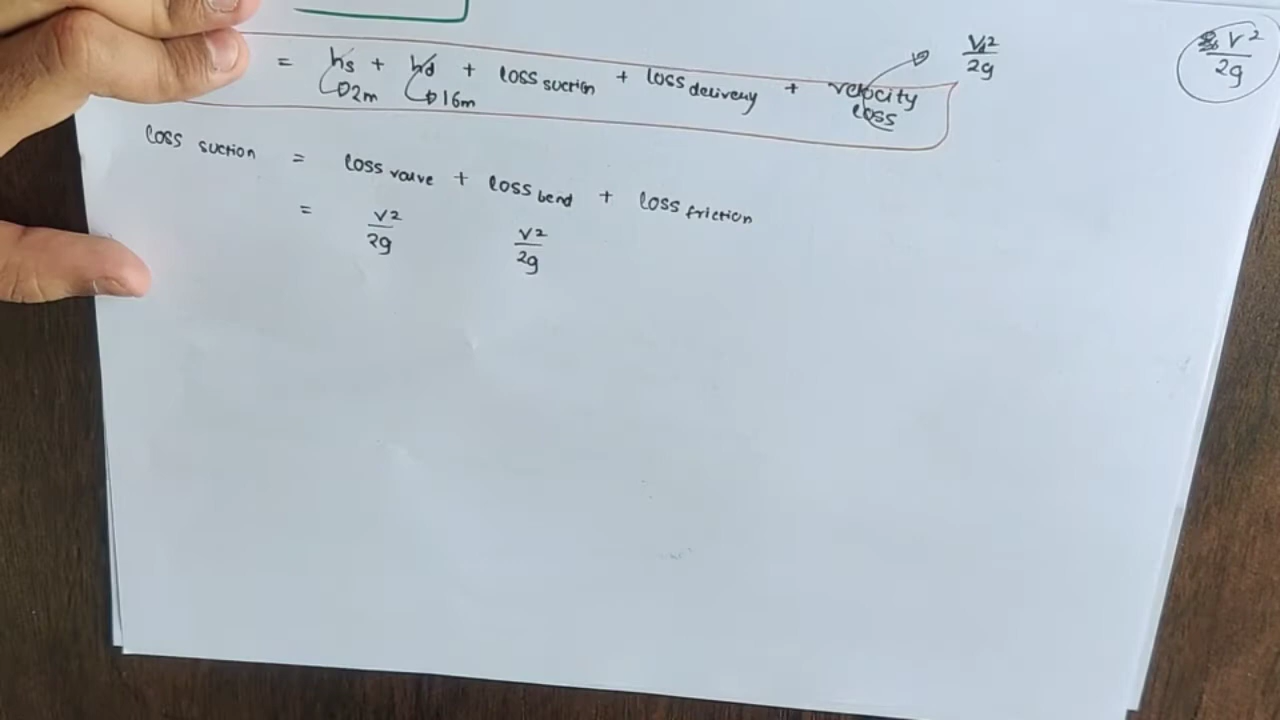 = hs + hd + loss suction + loss delivery + velocity loss
2m 16m
V²/2g
V²/2g
loss suction = loss valve + loss bend + loss friction
= V²/2g V²/2g